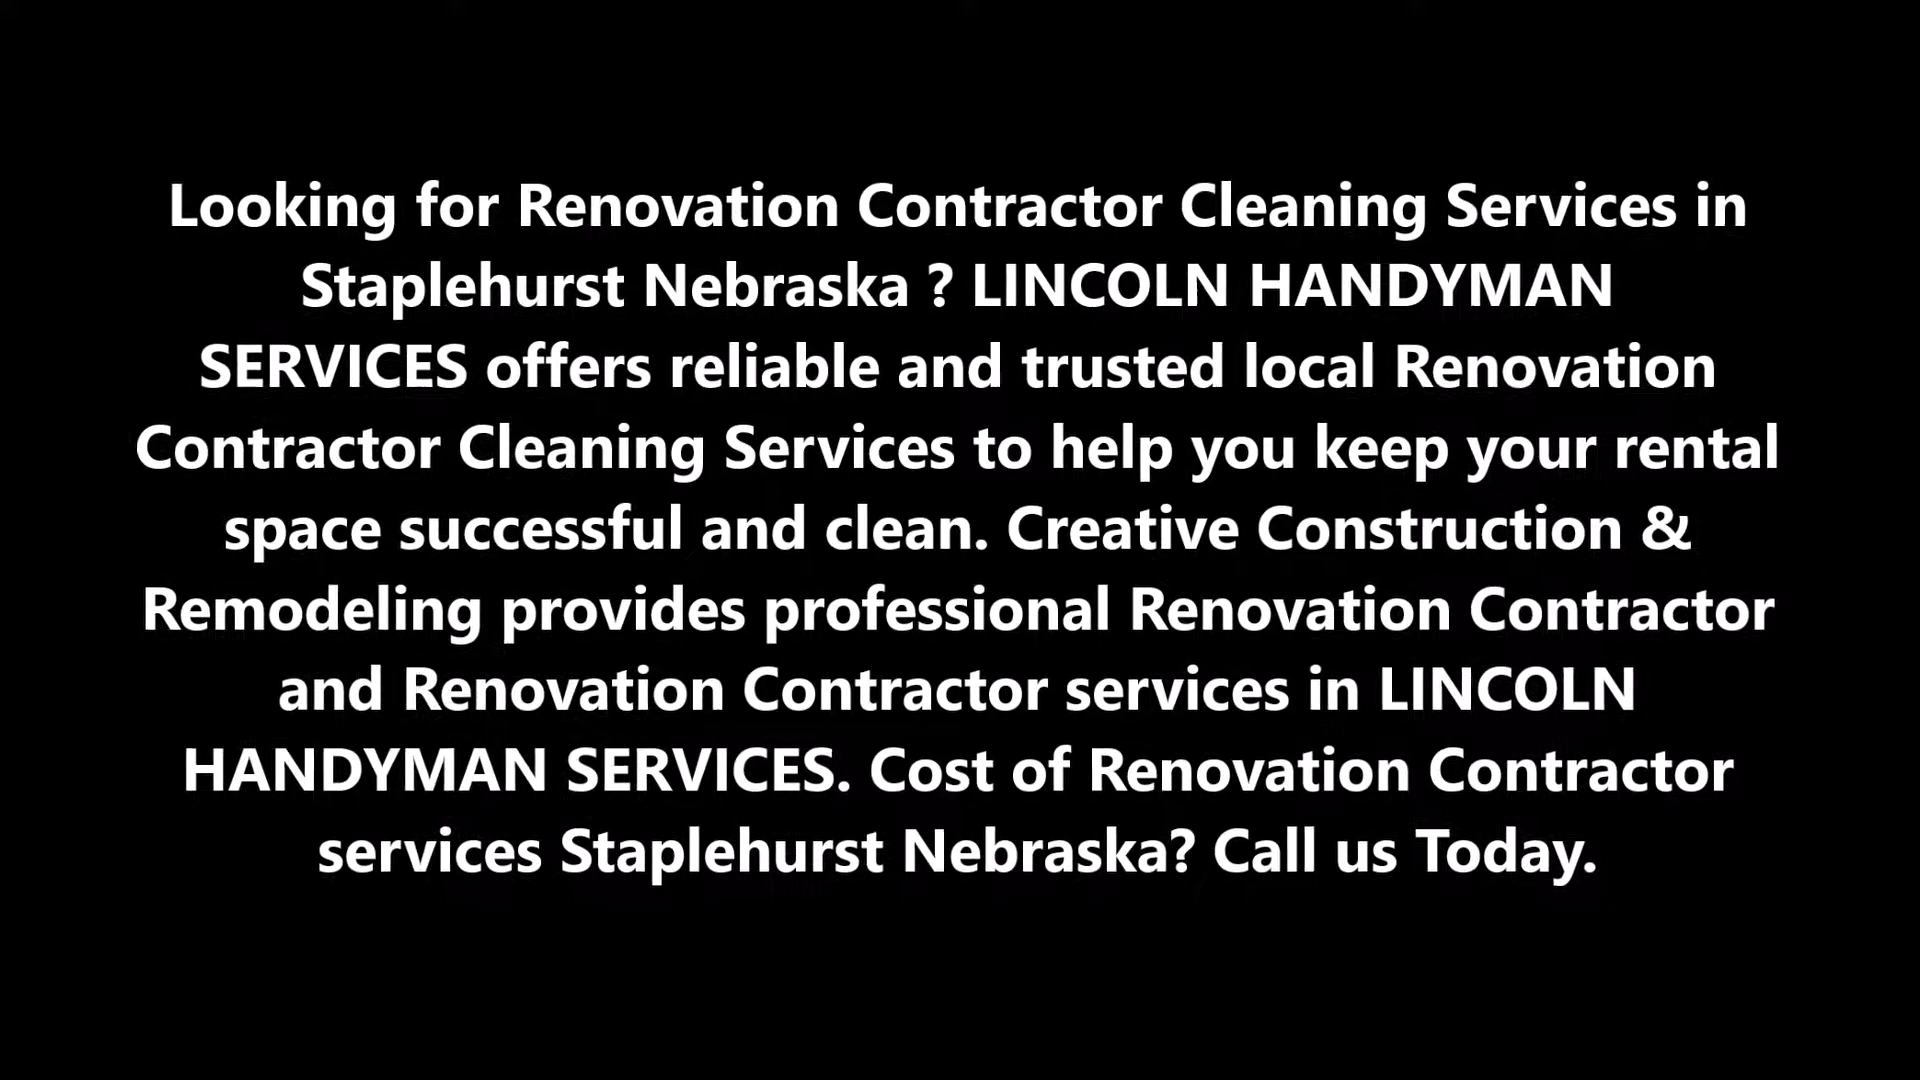 Looking for Renovation Contractor Cleaning Services in
Staplehurst Nebraska ? LINCOLN HANDYMAN
SERVICES offers reliable and trusted local Renovation
Contractor Cleaning Services to help you keep your rental
space successful and clean. Creative Construction &
Remodeling provides professional Renovation Contractor
and Renovation Contractor services in LINCOLN
HANDYMAN SERVICES. Cost of Renovation Contractor
services Staplehurst Nebraska? Call us Today.